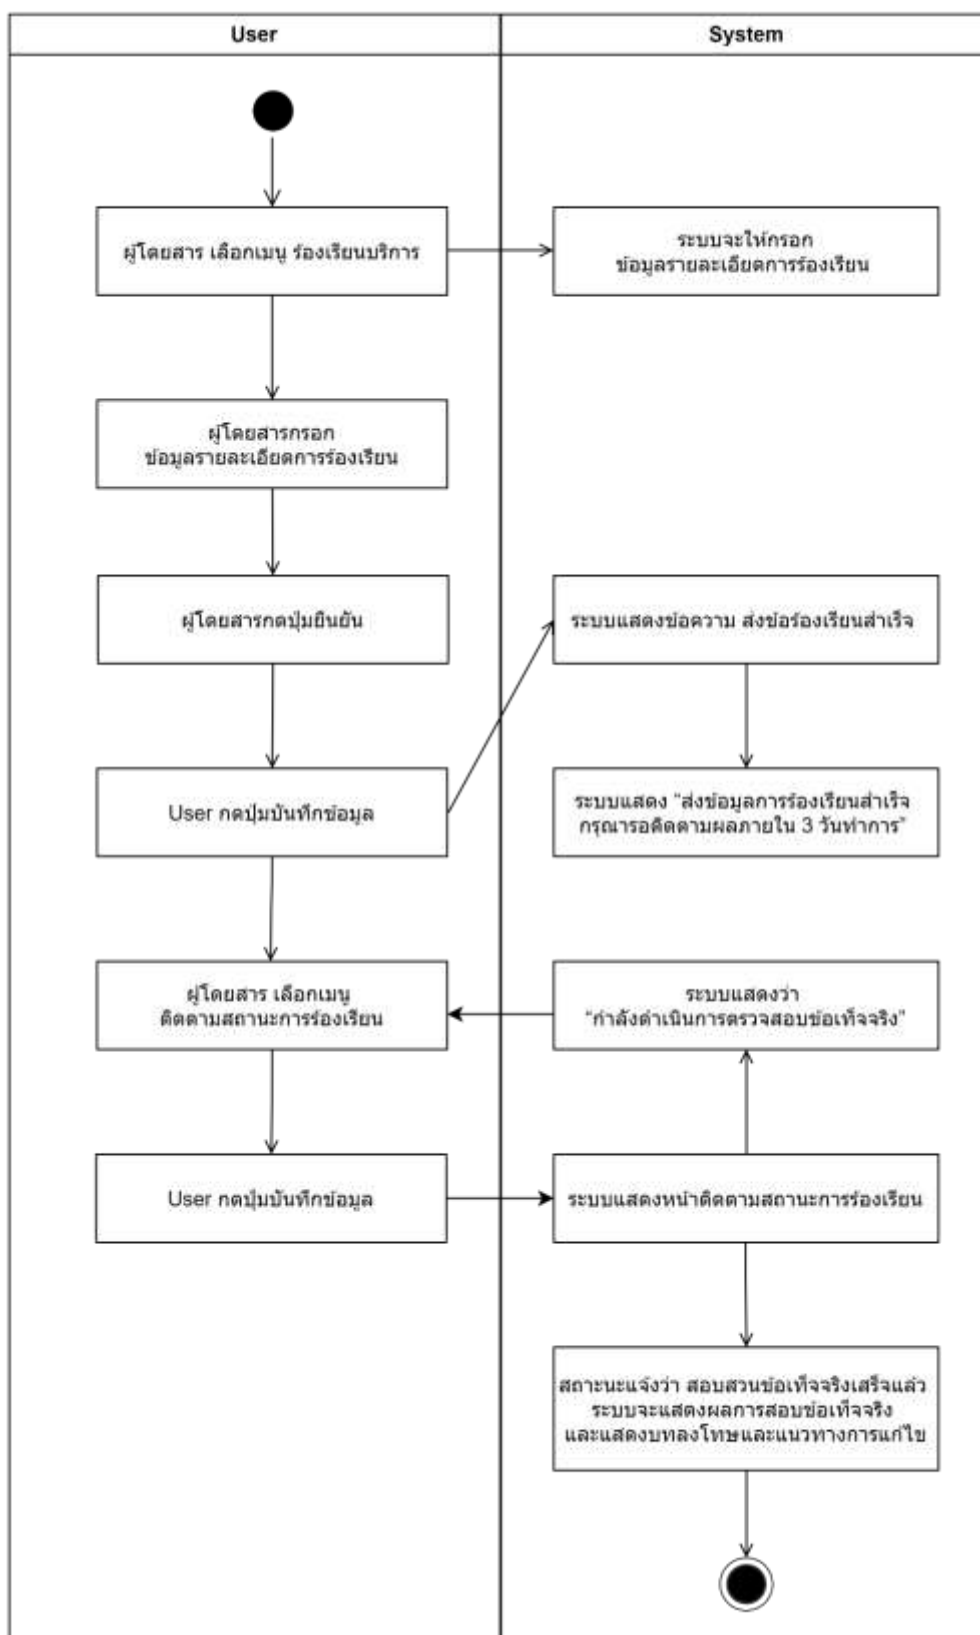 User
System
ผู้โดยสาร เลือกเมนู ร้องเรียนบริการ
ระบบจะให้กรอก
ข้อมูลรายละเอียดการร้องเรียน
ผู้โดยสารกรอก
ข้อมูลรายละเอียดการร้องเรียน
ผู้โดยสารกดปุ่มยืนยัน
ระบบแสดงข้อความ ส่งข้อร้องเรียนสำเร็จ
User กดปุ่มบันทึกข้อมูล
ระบบแสดง “ส่งข้อมูลการร้องเรียนสำเร็จ
กรุณารอติดตามผลภายใน 3 วันทำการ”
ผู้โดยสาร เลือกเมนู
ติดตามสถานะการร้องเรียน
ระบบแสดงว่า
“กำลังดำเนินการตรวจสอบข้อเท็จจริง”
User กดปุ่มบันทึกข้อมูล
ระบบแสดงหน้าติดตามสถานะการร้องเรียน
สถาะนะแจ้งว่า สอบสวนข้อเท็จจริงเสร็จแล้ว
ระบบจะแสดงผลการสอบข้อเท็จจริง
และแสดงบทลงโทษและแนวทางการแก้ไข